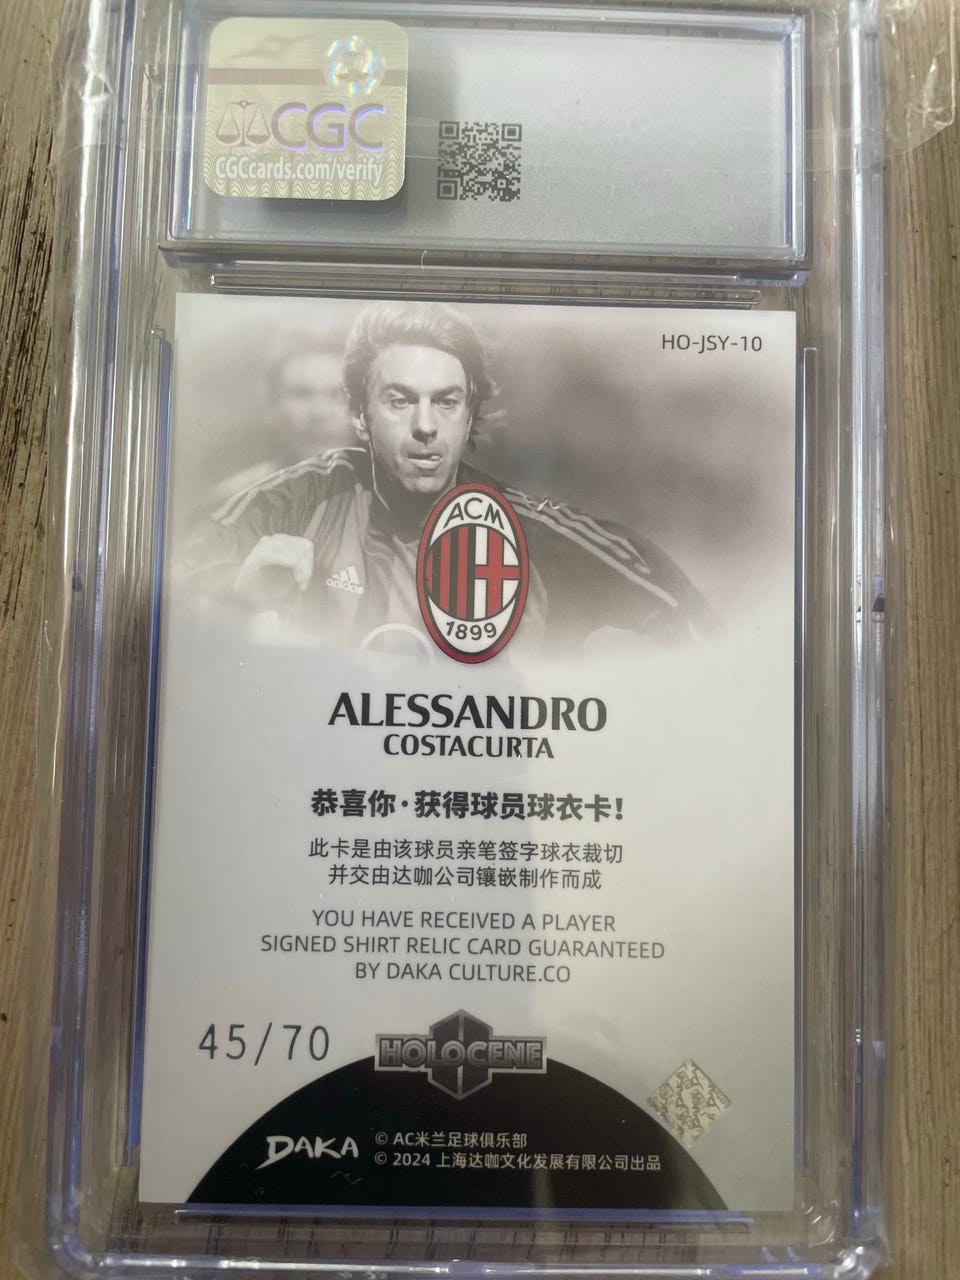 CGC
CGCcards.com/verify
HO-JSY-10
ACM
1899
ALESSANDRO
COSTACURTA
恭喜你·获得球员球衣卡!
此卡是由该球员亲笔签字球衣裁切
并交由达咖公司镶嵌制作而成
YOU HAVE RECEIVED A PLAYER
SIGNED SHIRT RELIC CARD GUARANTEED
BY DAKA CULTURE.CO
45/70
HOLOCENE
DAKA
© AC米兰足球俱乐部
© 2024 上海达咖文化发展有限公司出品